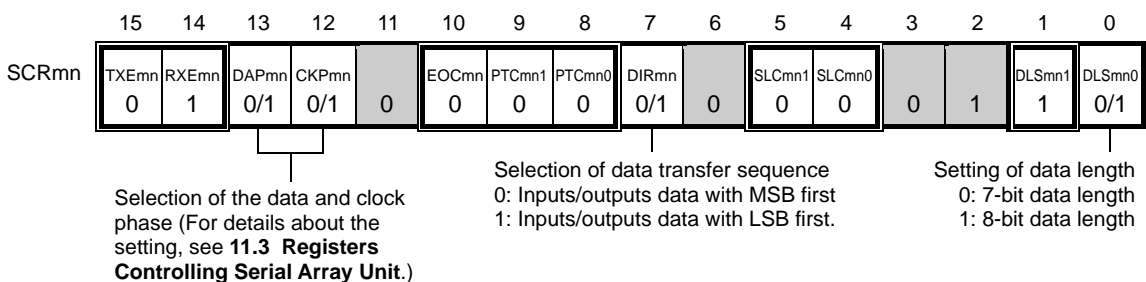 15 14 13 12 11 10 9 8 7 6 5 4 3 2 1 0
SCRmn TXEmn RXEmn DAPmn CKPmn EOCmn PTCmn1 PTCmn0 DIRmn SLCmn1 SLCmn0 DLSmn1 DLSmn0
0 1 0/1 0/1 0 0 0 0 0/1 0 0 0 0 1 1 0/1
Selection of the data and clock
phase (For details about the
setting, see 11.3 Registers
Controlling Serial Array Unit.)
Selection of data transfer sequence
0: Inputs/outputs data with MSB first
1: Inputs/outputs data with LSB first.
Setting of data length
0: 7-bit data length
1: 8-bit data length